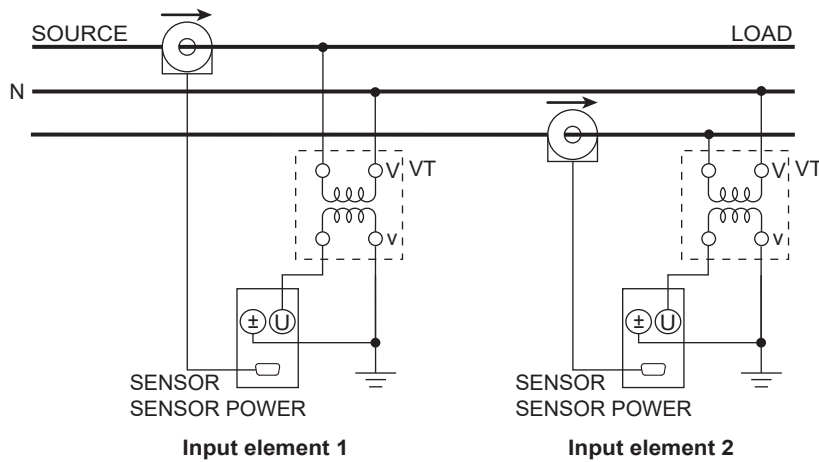 SOURCE LOAD
N
V VT V VT
v v
± U ± U
SENSOR SENSOR
SENSOR POWER SENSOR POWER
Input element 1 Input element 2